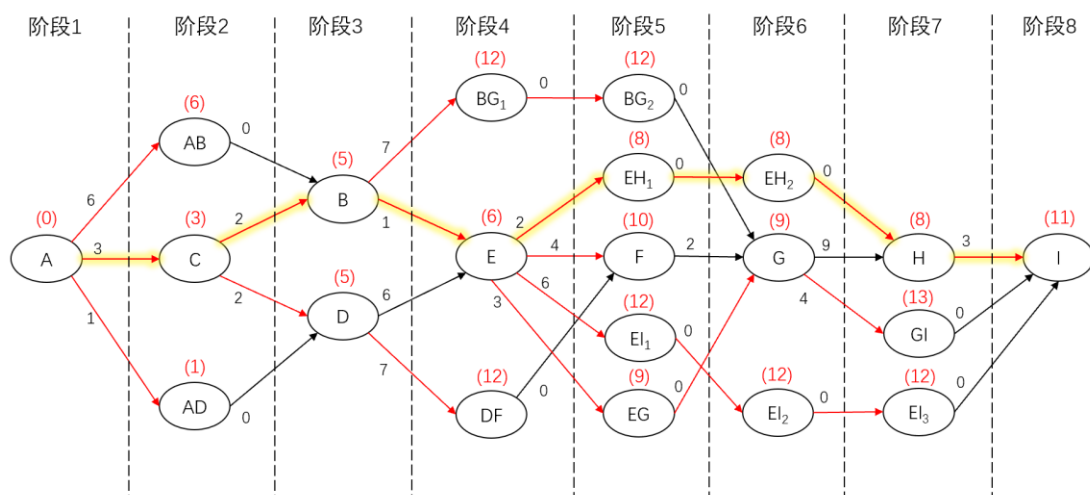 阶段1 阶段2 阶段3 阶段4 阶段5 阶段6 阶段7 阶段8
(12) (12)
BG₁ 0 BG₂ 0
(6)
AB 0
7
(8) (8)
EH₁ 0 EH₂ 0
(5)
B
6 2 1
(0) (3) (6) 2 (10) (9) (8) (11)
A 3 C E 4 F 2 G 9 H 3 I
2 6 6 3 4
(5)
D
1
(12) (13)
EI₁ 0 GI 0
7
(1) (12) (9) (12) (12)
AD 0 DF 0 EG 0 EI₂ 0 EI₃ 0